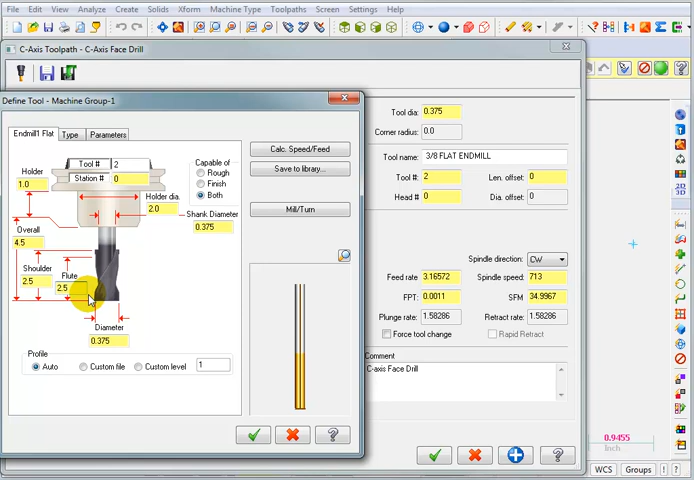 File Edit View Analyze Create Solids Xform Machine Type Toolpaths Screen Settings Help
C-Axis Toolpath - C-Axis Face Drill
Define Tool - Machine Group-1
Endmill1 Flat Type Parameters
Tool # 2
Station # 0
Holder
1.0
Holder dia.
2.0
Capable of
Rough
Finish
Both
Shank Diameter
0.375
Overall
4.5
Shoulder
2.5
Flute
2.5
Diameter
0.375
Profile
Auto Custom file Custom level 1
Calc. Speed/Feed
Save to library...
Mill/Turn
Tool dia: 0.375
Corner radius: 0.0
Tool name: 3/8 FLAT ENDMILL
Tool #: 2 Len. offset: 0
Head # 0 Dia. offset: 0
Spindle direction: CW
Feed rate: 3.16572 Spindle speed: 713
FPT: 0.0011 SFM 34.9967
Plunge rate: 1.58286 Retract rate: 1.58286
Force tool change Rapid Retract
Comment
C-axis Face Drill
2D
3D
0.9455
Inch
WCS Groups